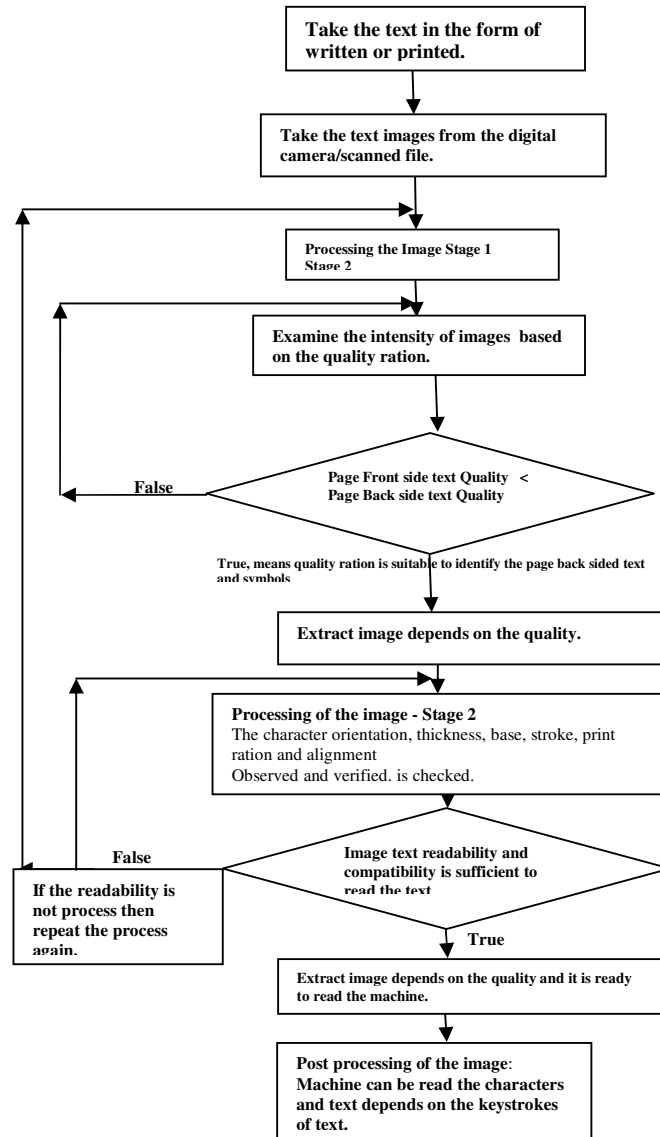 Take the text in the form of
written or printed.
Take the text images from the digital
camera/scanned file.
Processing the Image Stage 1
Stage 2
Examine the intensity of images based
on the quality ration.
Page Front side text Quality <
Page Back side text Quality
False
True, means quality ration is suitable to identify the page back sided text
and symbols
Extract image depends on the quality.
Processing of the image - Stage 2
The character orientation, thickness, base, stroke, print
ration and alignment
Observed and verified. is checked.
Image text readability and
compatibility is sufficient to
read the text
False
If the readability is
not process then
repeat the process
again.
True
Extract image depends on the quality and it is ready
to read the machine.
Post processing of the image:
Machine can be read the characters
and text depends on the keystrokes
of text.